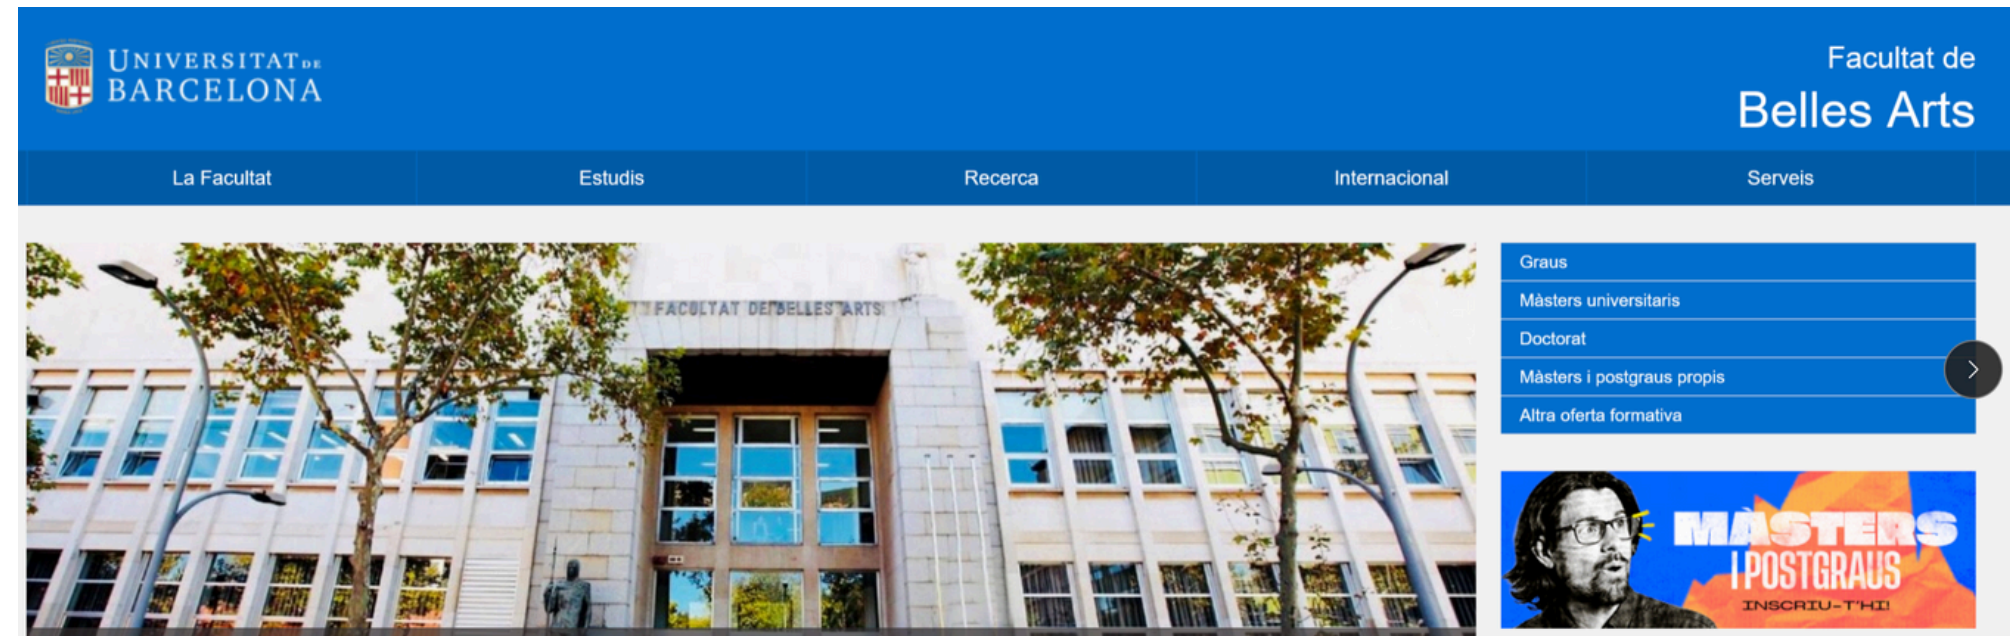 UNIVERSITAT DE
BARCELONA
Facultat de
Belles Arts
La Facultat
Estudis
Recerca
Internacional
Serveis
FACULTAT DE BELLES ARTS
Graus
Màsters universitaris
Doctorat
Màsters i postgraus propis
Altra oferta formativa
MÀSTERS
I POSTGRAUS
INSCRIU-T'HI!